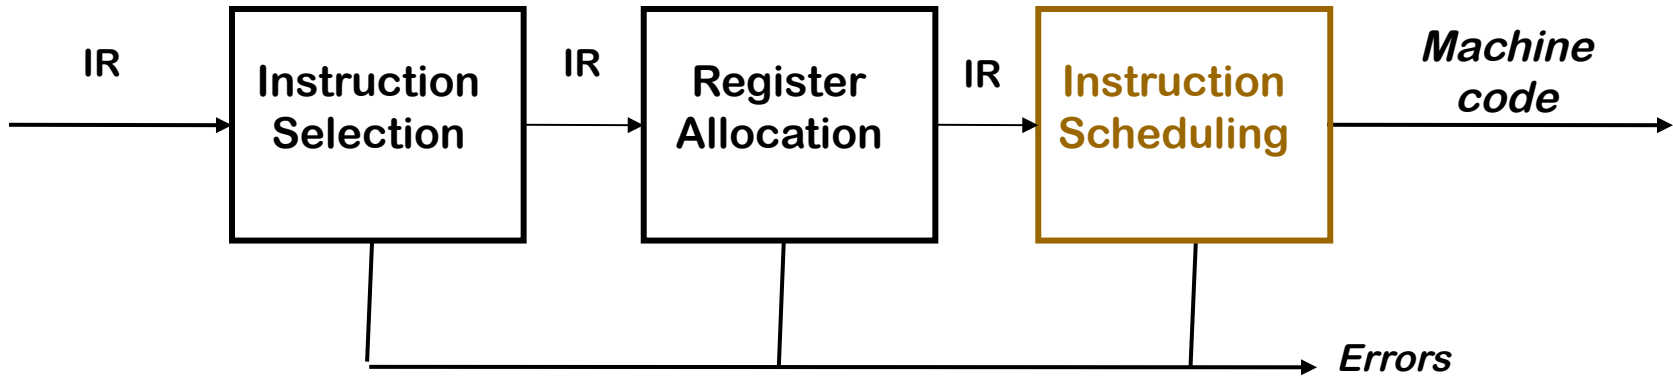 IR
Instruction
Selection
IR
Register
Allocation
IR
Instruction
Scheduling
Machine
code
Errors